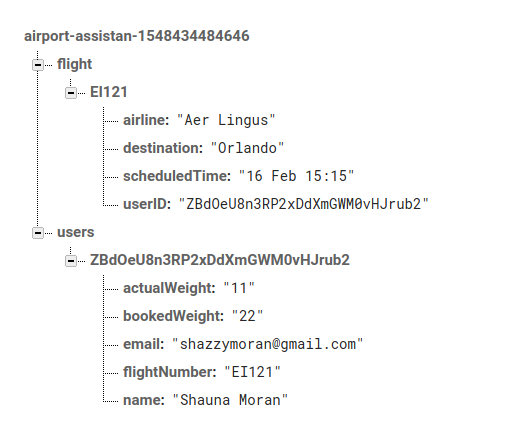 airport-assistan-1548434484646
flight
EI121
airline: "Aer Lingus"
destination: "Orlando"
scheduledTime: "16 Feb 15:15"
userID: "ZBdOeU8n3RP2xDdXmGWM0vHJrub2"
users
ZBdOeU8n3RP2xDdXmGWM0vHJrub2
actualWeight: "11"
bookedWeight: "22"
email: "shazzymoran@gmail.com"
flightNumber: "EI121"
name: "Shauna Moran"